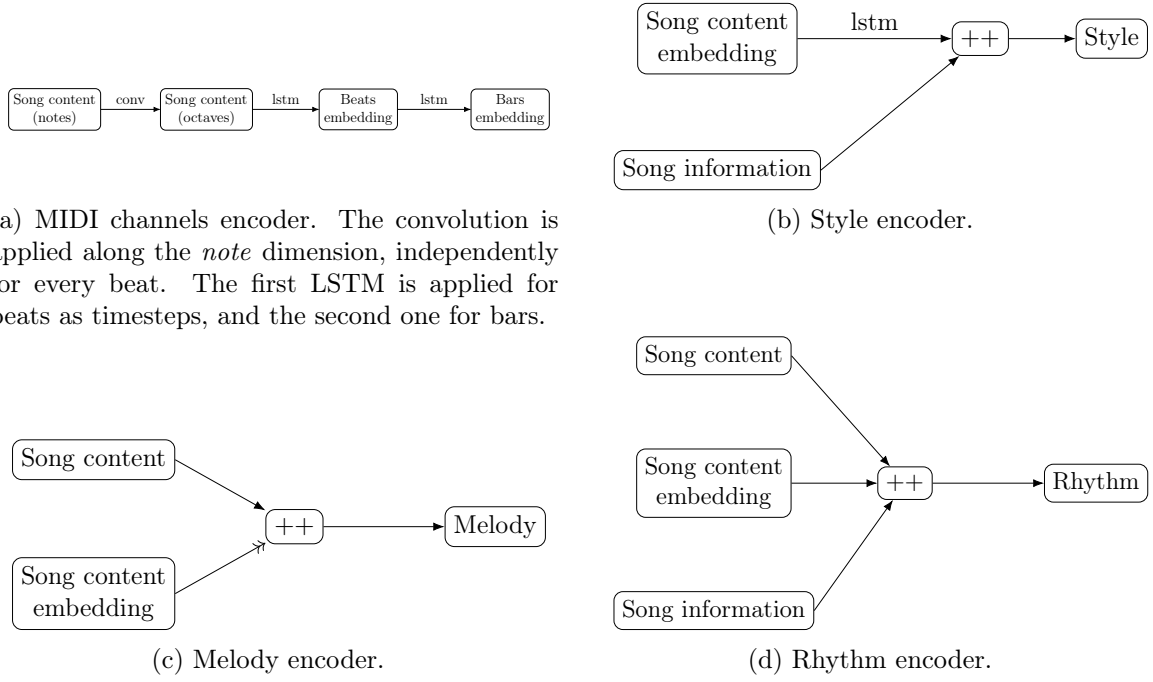 Song content
(notes)
conv
Song content
(octaves)
lstm
Beats
embedding
lstm
Bars
embedding
a) MIDI channels encoder. The convolution is
applied along the note dimension, independently
or every beat. The first LSTM is applied for
beats as timesteps, and the second one for bars.
Song content
embedding
lstm
++
Style
Song information
(b) Style encoder.
Song content
Song content
embedding
++
Melody
(c) Melody encoder.
Song content
Song content
embedding
Song information
++
Rhythm
(d) Rhythm encoder.